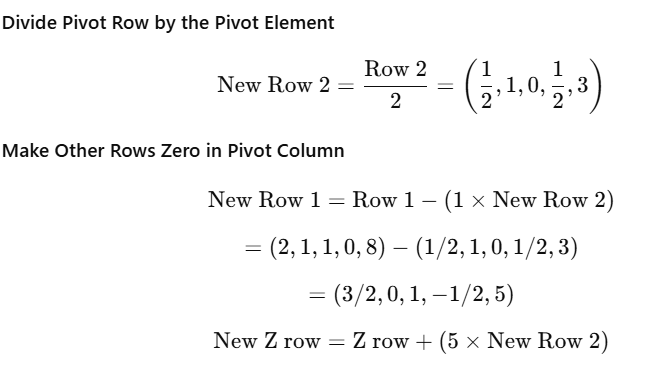 Divide Pivot Row by the Pivot Element
New Row 2 = Row 2 / 2 = (1/2, 1, 0, 1/2, 3)
Make Other Rows Zero in Pivot Column
New Row 1 = Row 1 − (1 × New Row 2)
= (2, 1, 1, 0, 8) − (1/2, 1, 0, 1/2, 3)
= (3/2, 0, 1, −1/2, 5)
New Z row = Z row + (5 × New Row 2)